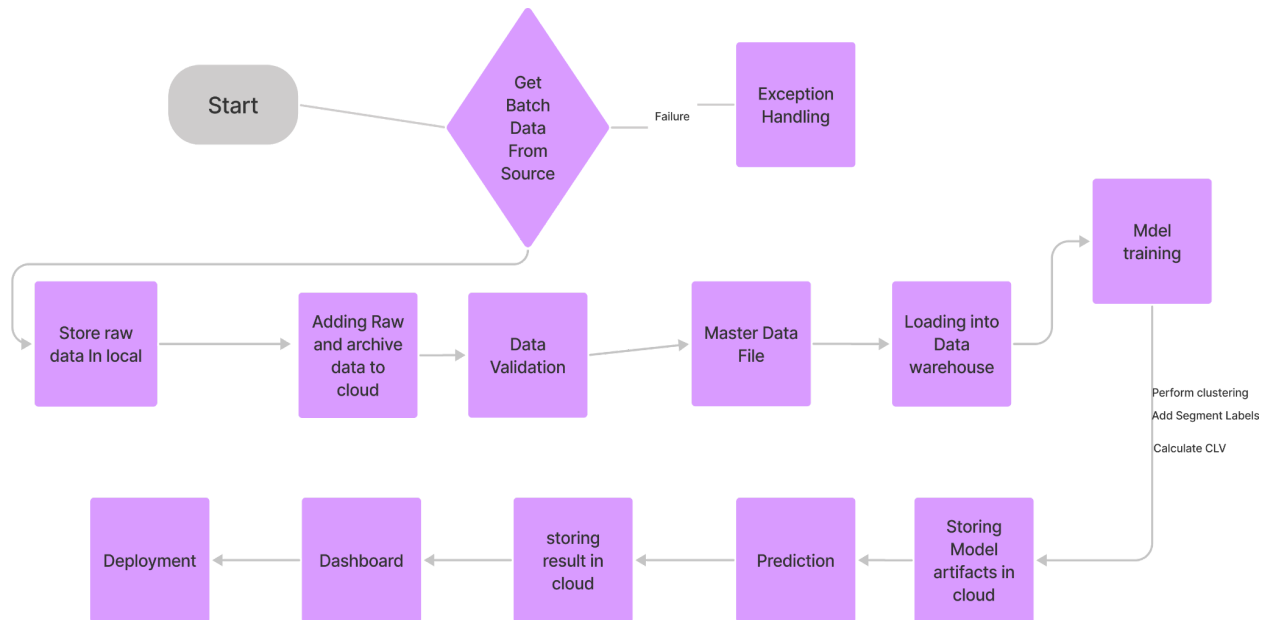 Start
Get
Batch
Data
From
Source
Failure
Exception
Handling
Mdel
training
Store raw
data In local
Adding Raw
and archive
data to
cloud
Data
Validation
Master Data
File
Loading into
Data
warehouse
Perform clustering
Add Segment Labels
Calculate CLV
Deployment
Dashboard
storing
result in
cloud
Prediction
Storing
Model
artifacts in
cloud